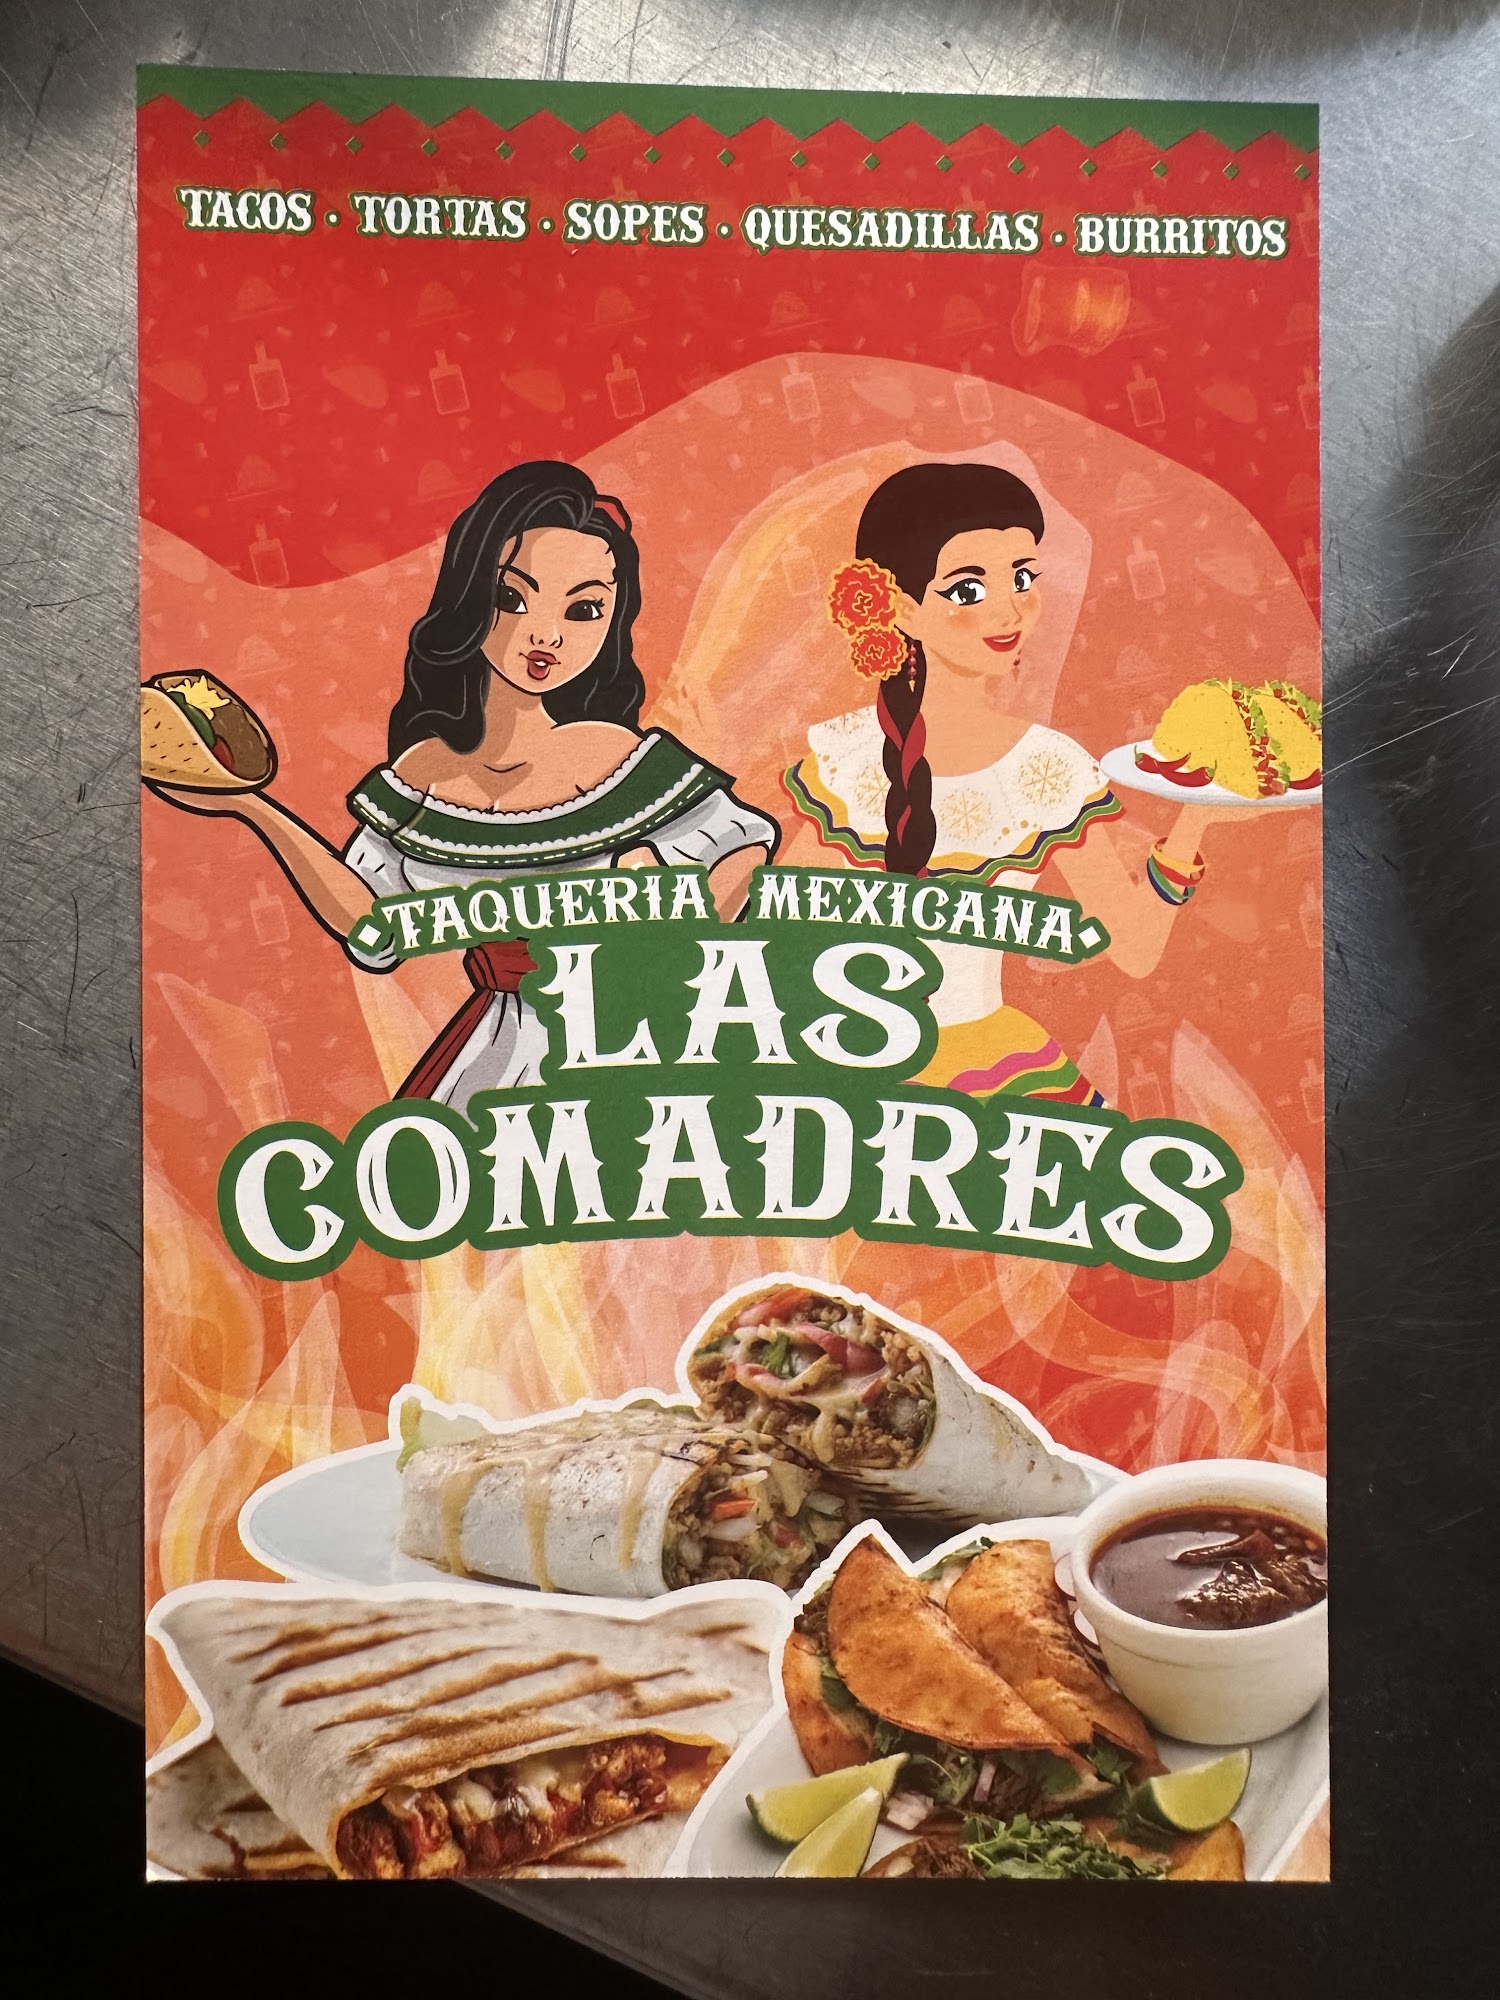 TACOS · TORTAS · SOPES · QUESADILLAS · BURRITOS
TAQUERIA MEXICANA
LAS
COMADRES